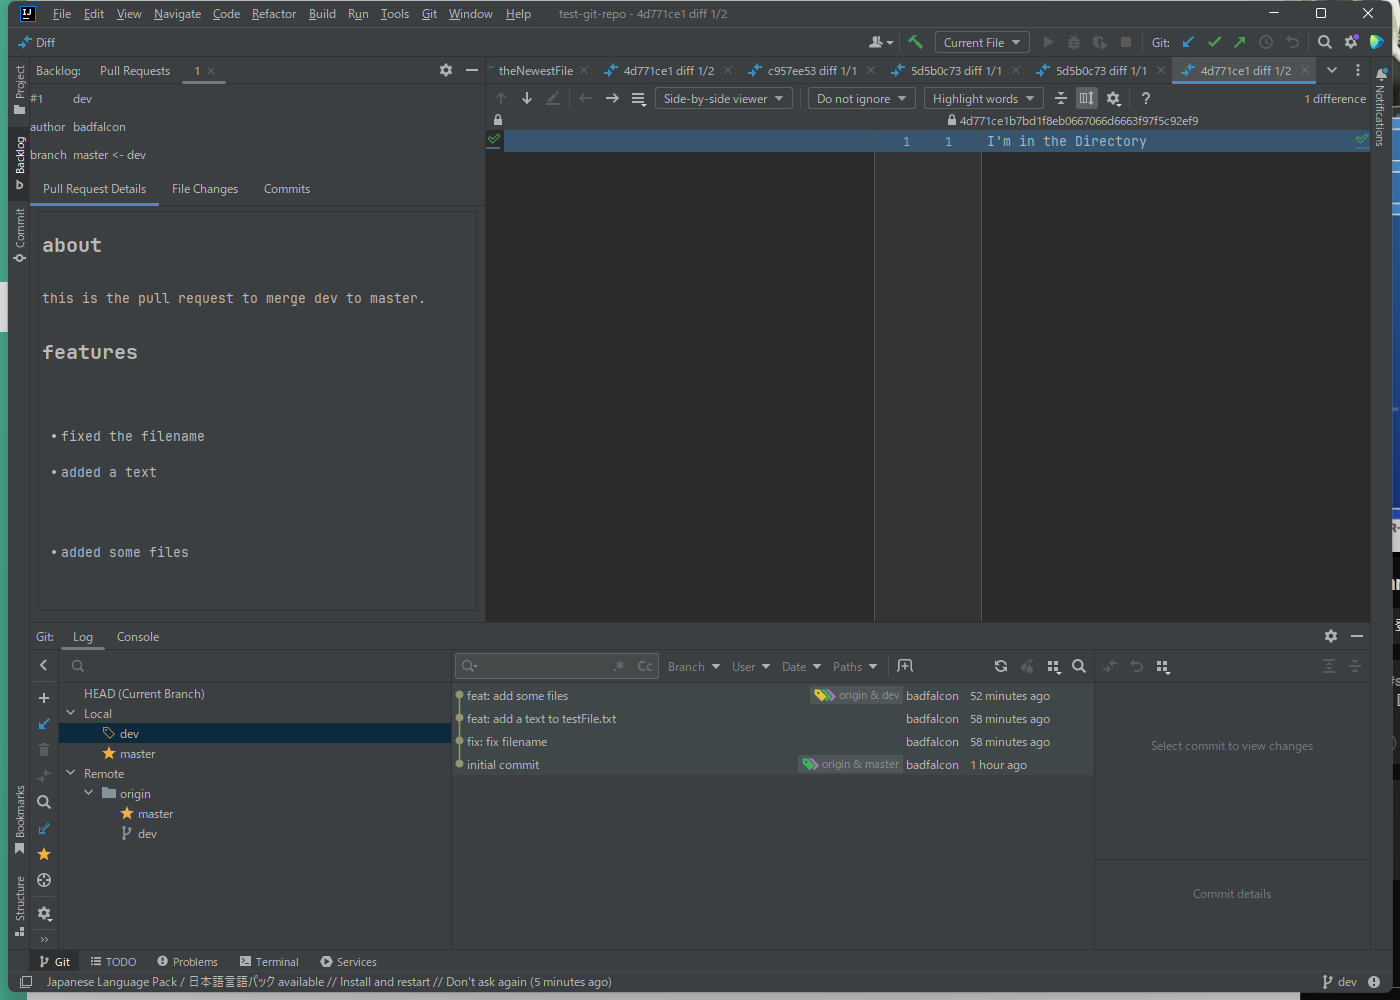 File Edit View Navigate Code Refactor Build Run Tools Git Window Help test-git-repo - 4d771ce1 diff 1/2
Diff
Current File
Git:
Backlog: Pull Requests 1
#1 dev
author badfalcon
branch master <- dev
Pull Request Details File Changes Commits
about
this is the pull request to merge dev to master.
features
• fixed the filename
• added a text
• added some files
theNewestFile 4d771ce1 diff 1/2 c957ee53 diff 1/1 5d5b0c73 diff 1/1 5d5b0c73 diff 1/1 4d771ce1 diff 1/2
Side-by-side viewer Do not ignore Highlight words ? 1 difference
4d771ce1b7bd1f8eb0667066d6663f97f5c92ef9
1 1 I'm in the Directory
Project
Backlog
Commit
Bookmarks
Structure
Notifications
Git: Log Console
HEAD (Current Branch)
Local
dev
master
Remote
origin
master
dev
.* Cc Branch User Date Paths
feat: add some files origin & dev badfalcon 52 minutes ago
feat: add a text to testFile.txt badfalcon 58 minutes ago
fix: fix filename badfalcon 58 minutes ago
initial commit origin & master badfalcon 1 hour ago
Select commit to view changes
Commit details
Git TODO Problems Terminal Services
Japanese Language Pack / 日本語言語パック available // Install and restart // Don't ask again (5 minutes ago) dev